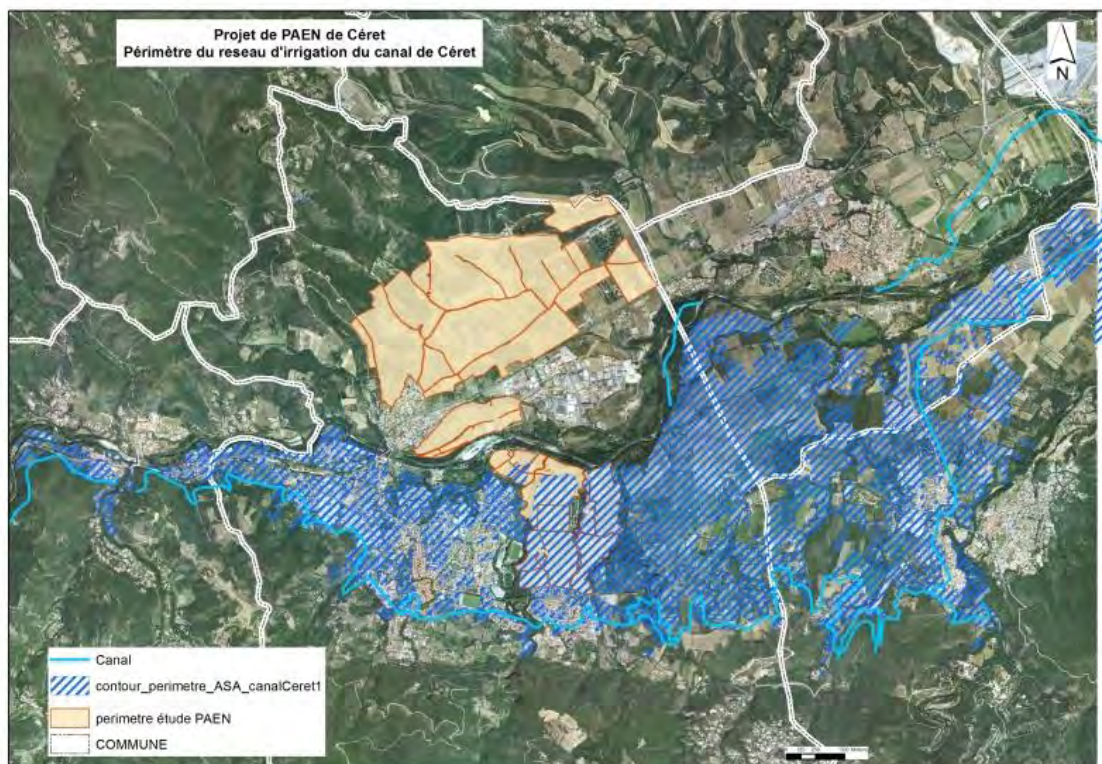 Projet de PAEN de Céret
Périmètre du reseau d'irrigation du canal de Céret
N
Canal
contour_perimetre_ASA_canalCeret1
perimetre étude PAEN
COMMUNE
Meters